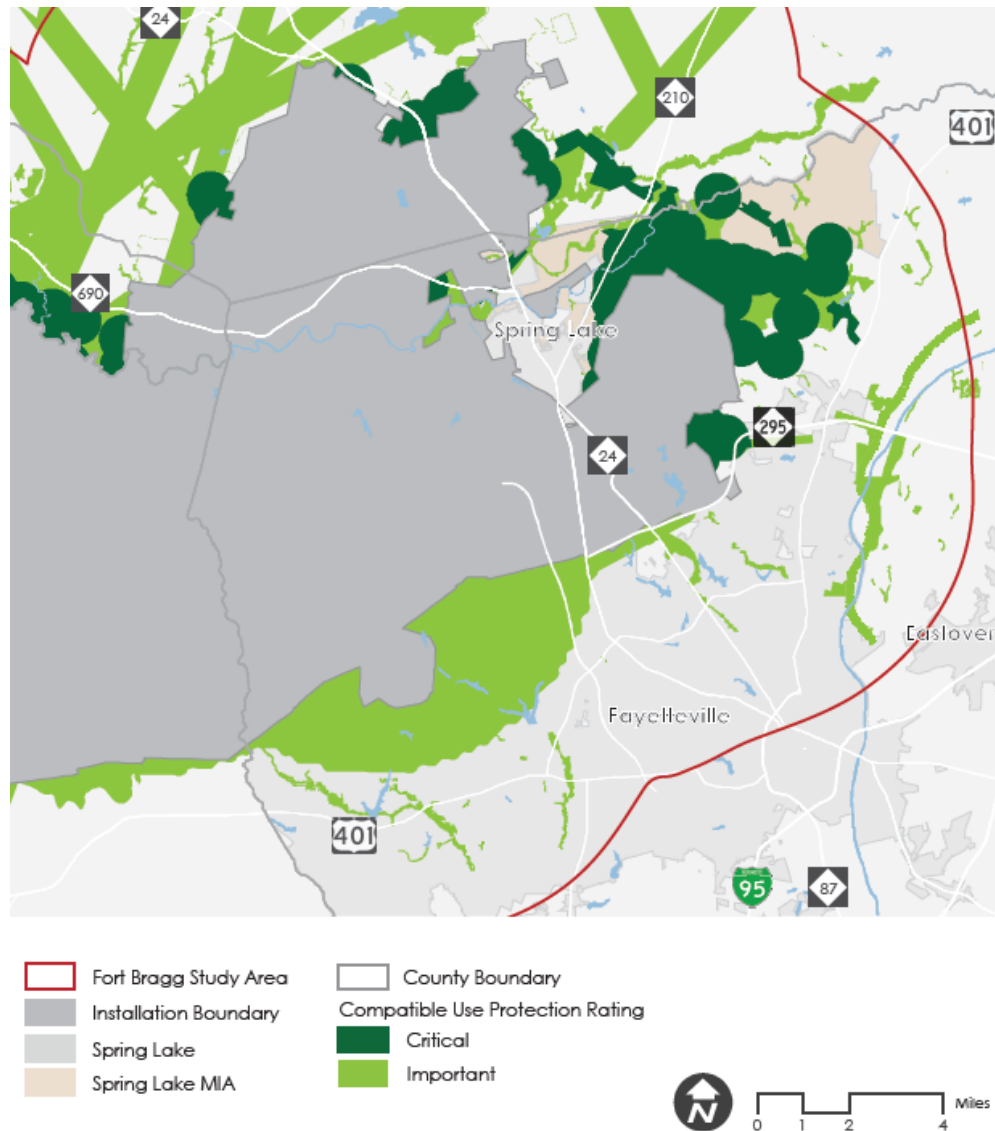 24
210
401
690
Spring Lake
295
24
Eastover
Fayetteville
401
95
87
Fort Bragg Study Area
Installation Boundary
Spring Lake
Spring Lake MIA
County Boundary
Compatible Use Protection Rating
Critical
Important
N
Miles
0 1 2 4